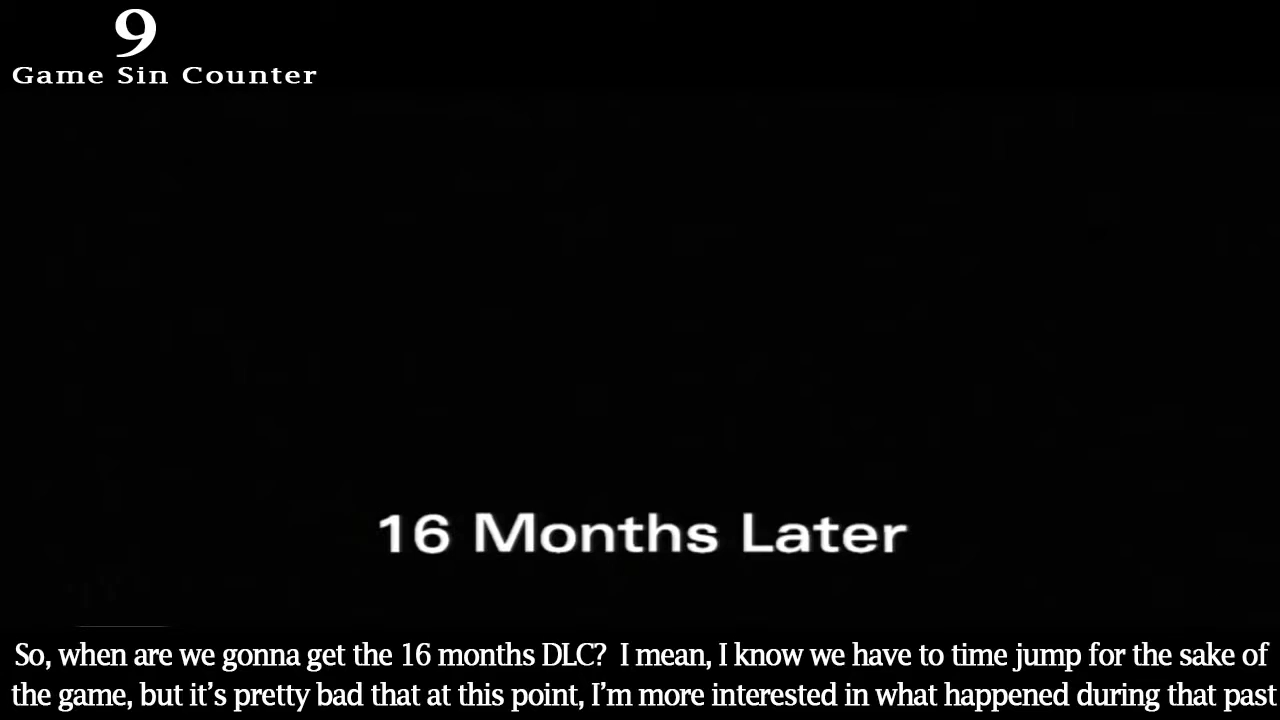 9
Game Sin Counter
16 Months Later
So, when are we gonna get the 16 months DLC?  I mean, I know we have to time jump for the sake of
the game, but it’s pretty bad that at this point, I’m more interested in what happened during that past